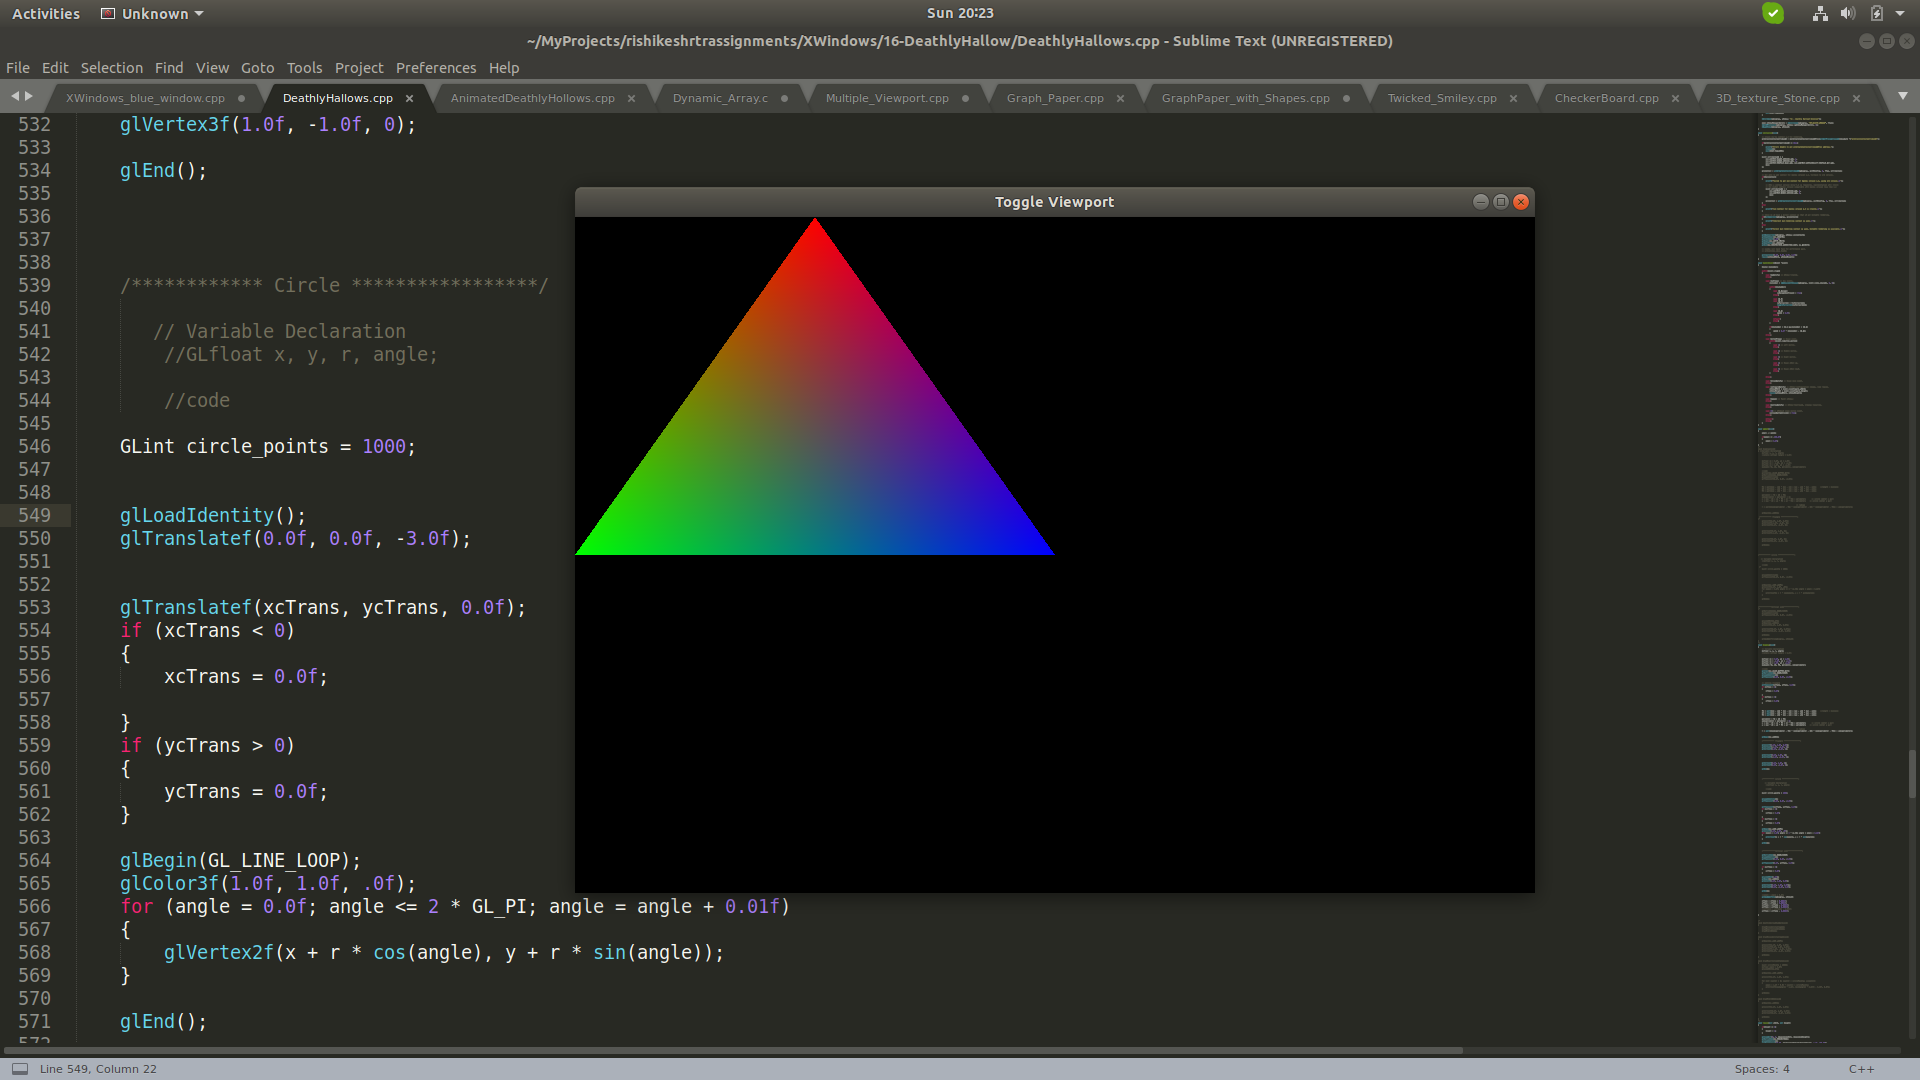 Activities Unknown Sun 20:23
~/MyProjects/rishikeshrtrassignments/XWindows/16-DeathlyHallow/DeathlyHallows.cpp - Sublime Text (UNREGISTERED)
File Edit Selection Find View Goto Tools Project Preferences Help
XWindows_blue_window.cpp DeathlyHallows.cpp AnimatedDeathlyHollows.cpp Dynamic_Array.c Multiple_Viewport.cpp Graph_Paper.cpp GraphPaper_with_Shapes.cpp Twicked_Smiley.cpp CheckerBoard.cpp 3D_texture_Stone.cpp
532 glVertex3f(1.0f, -1.0f, 0);
533
534 glEnd();
535
Toggle Viewport
536
537
538
539 /************ Circle *****************/
540
541 // Variable Declaration
542 //GLfloat x, y, r, angle;
543
544 //code
545
546 GLint circle_points = 1000;
547
548
549 glLoadIdentity();
550 glTranslatef(0.0f, 0.0f, -3.0f);
551
552
553 glTranslatef(xcTrans, ycTrans, 0.0f);
554 if (xcTrans < 0)
555 {
556 xcTrans = 0.0f;
557
558 }
559 if (ycTrans > 0)
560 {
561 ycTrans = 0.0f;
562 }
563
564 glBegin(GL_LINE_LOOP);
565 glColor3f(1.0f, 1.0f, .0f);
566 for (angle = 0.0f; angle <= 2 * GL_PI; angle = angle + 0.01f)
567 {
568 glVertex2f(x + r * cos(angle), y + r * sin(angle));
569 }
570
571 glEnd();
572
Line 549, Column 22 Spaces: 4 C++